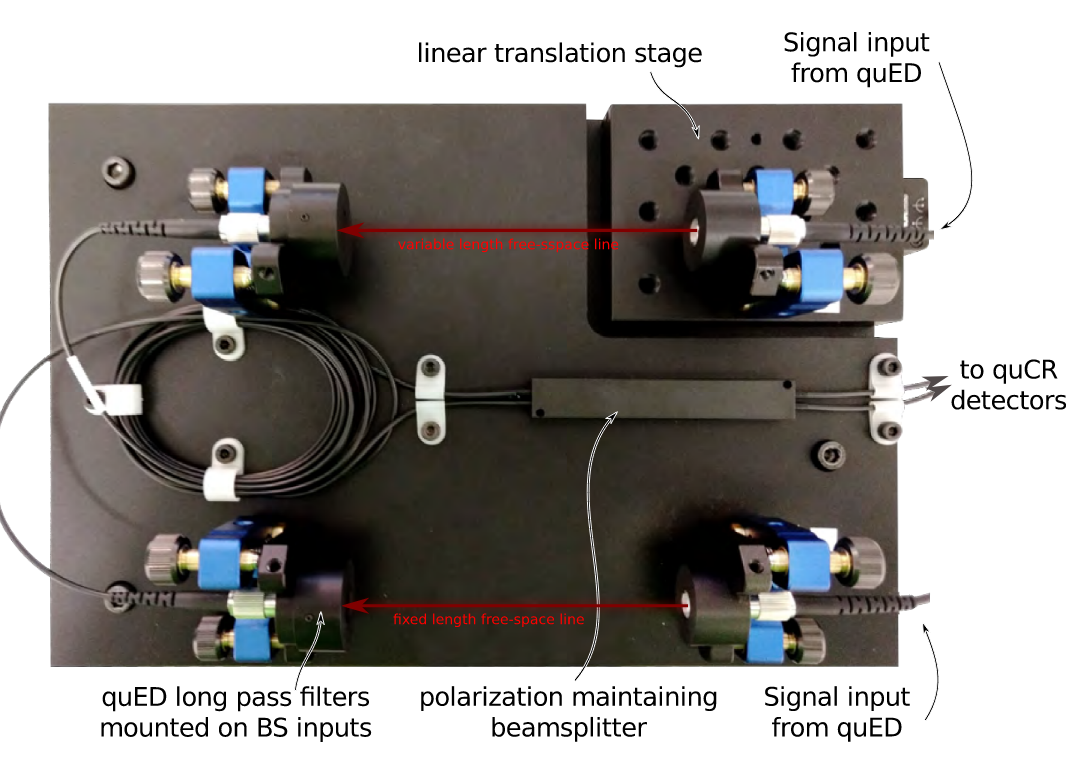 linear translation stage
Signal input
from quED
variable length free-sspace line
to quCR
detectors
fixed length free-space line
quED long pass filters
mounted on BS inputs
polarization maintaining
beamsplitter
Signal input
from quED